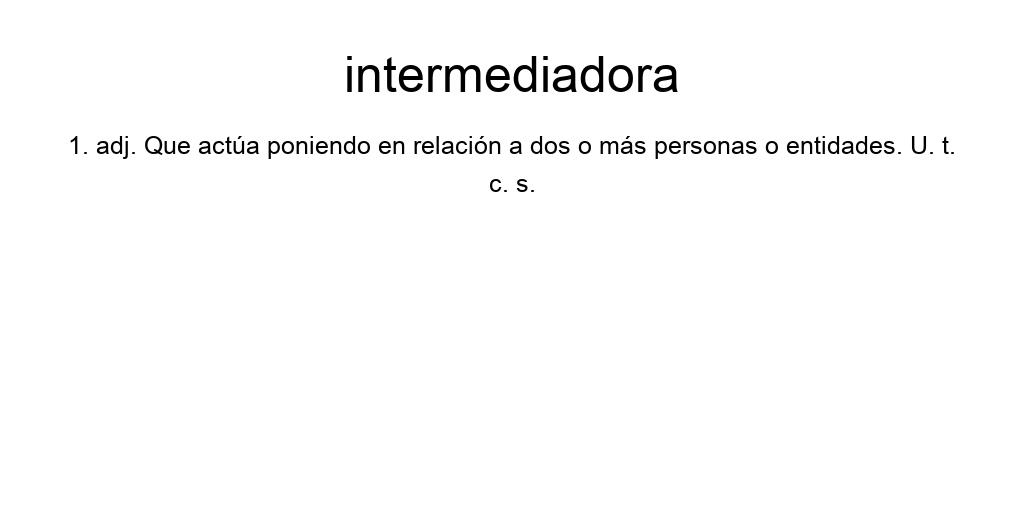 intermediadora
1. adj. Que actúa poniendo en relación a dos o más personas o entidades. U. t.
c. s.